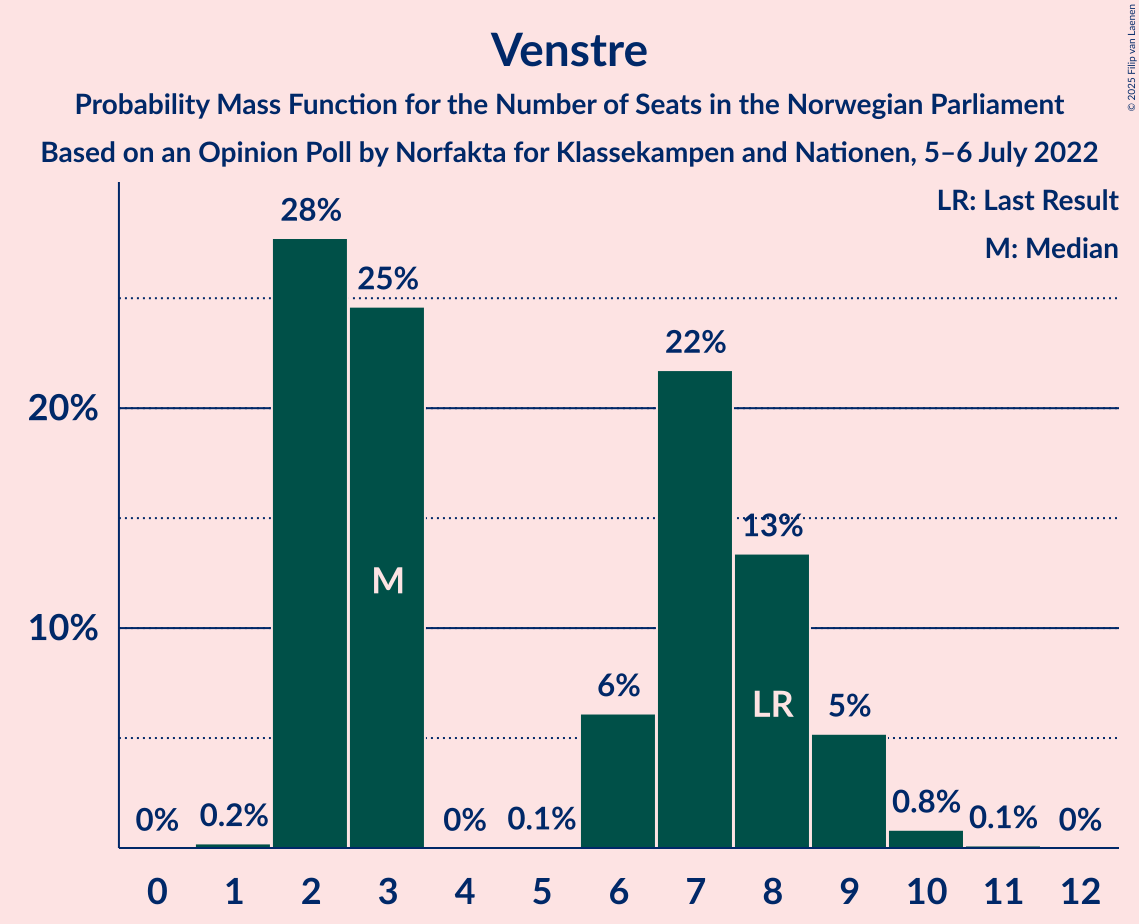 Venstre
Probability Mass Function for the Number of Seats in the Norwegian Parliament
Based on an Opinion Poll by Norfakta for Klassekampen and Nationen, 5–6 July 2022
© 2025 Filip van Laenen
LR: Last Result
M: Median
28%
25%
22%
20%
13%
M
10%
LR
6%
5%
0%
0.2%
0%
0.1%
0.8%
0.1%
0%
0 1 2 3 4 5 6 7 8 9 10 11 12